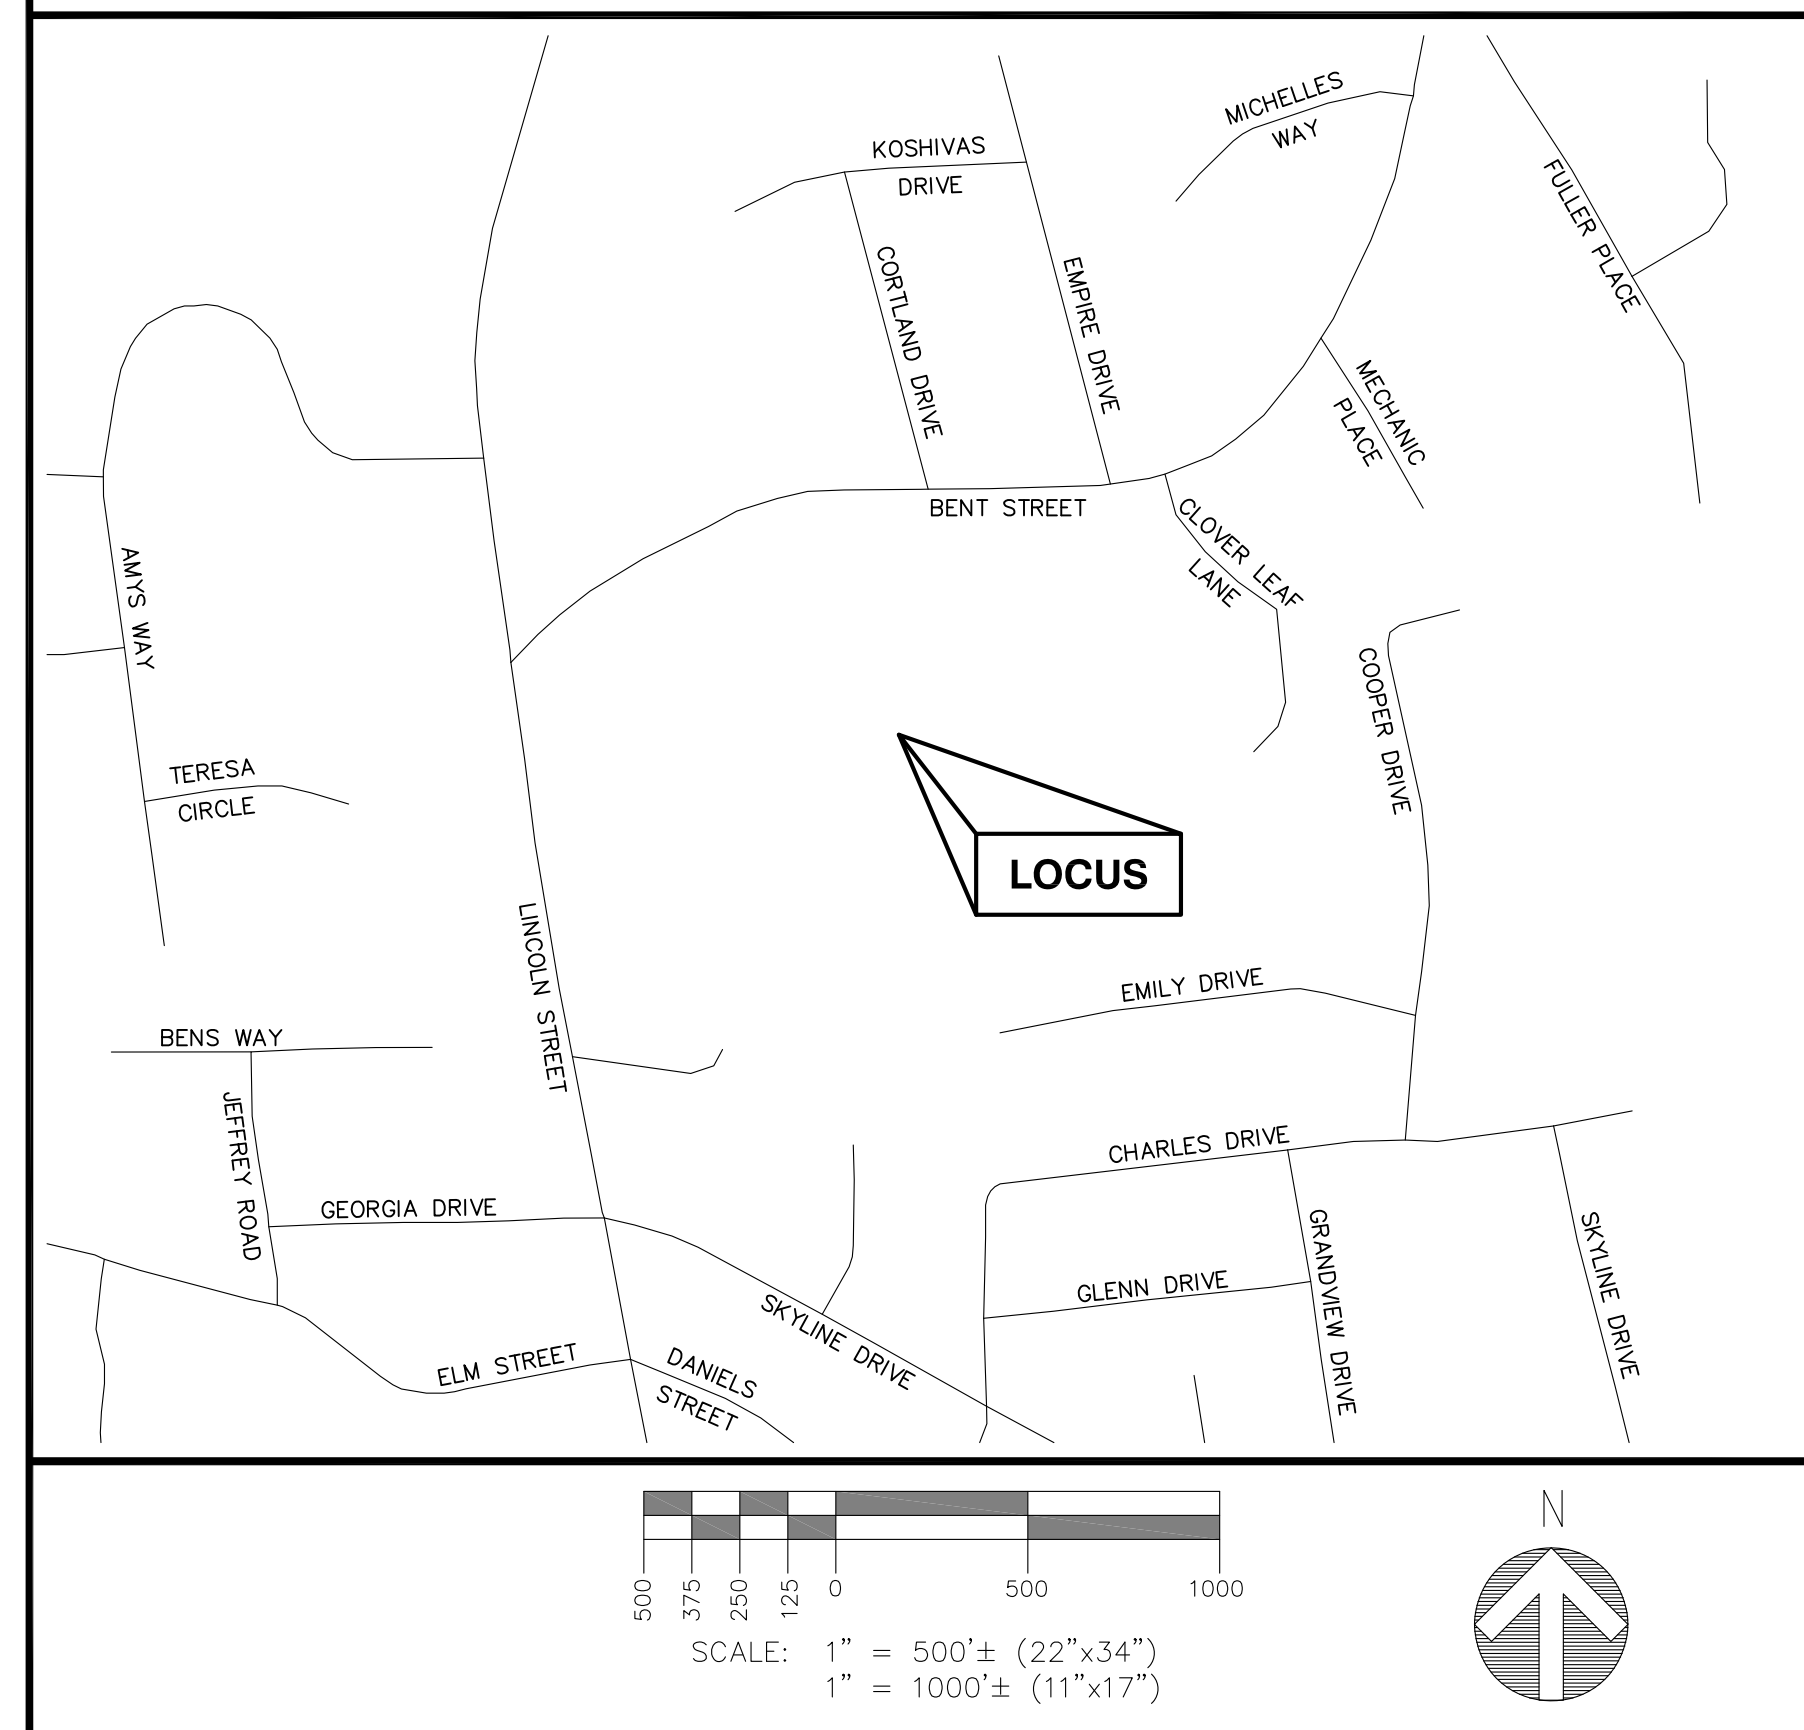 MICHELLES
WAY
KOSHIVAS
DRIVE
FULLER PLACE
CORTLAND DRIVE
EMPIRE DRIVE
MECHANIC
PLACE
BENT STREET
CLOVER LEAF
LANE
AMYS WAY
COOPER DRIVE
TERESA
CIRCLE
LOCUS
LINCOLN STREET
EMILY DRIVE
BENS WAY
JEFFREY ROAD
CHARLES DRIVE
GEORGIA DRIVE
GRANDVIEW DRIVE
SKYLINE DRIVE
GLENN DRIVE
SKYLINE DRIVE
ELM STREET
DANIELS
STREET
500 375 250 125 0 500 1000
SCALE: 1" = 500'± (22"x34")
1" = 1000'± (11"x17")
N